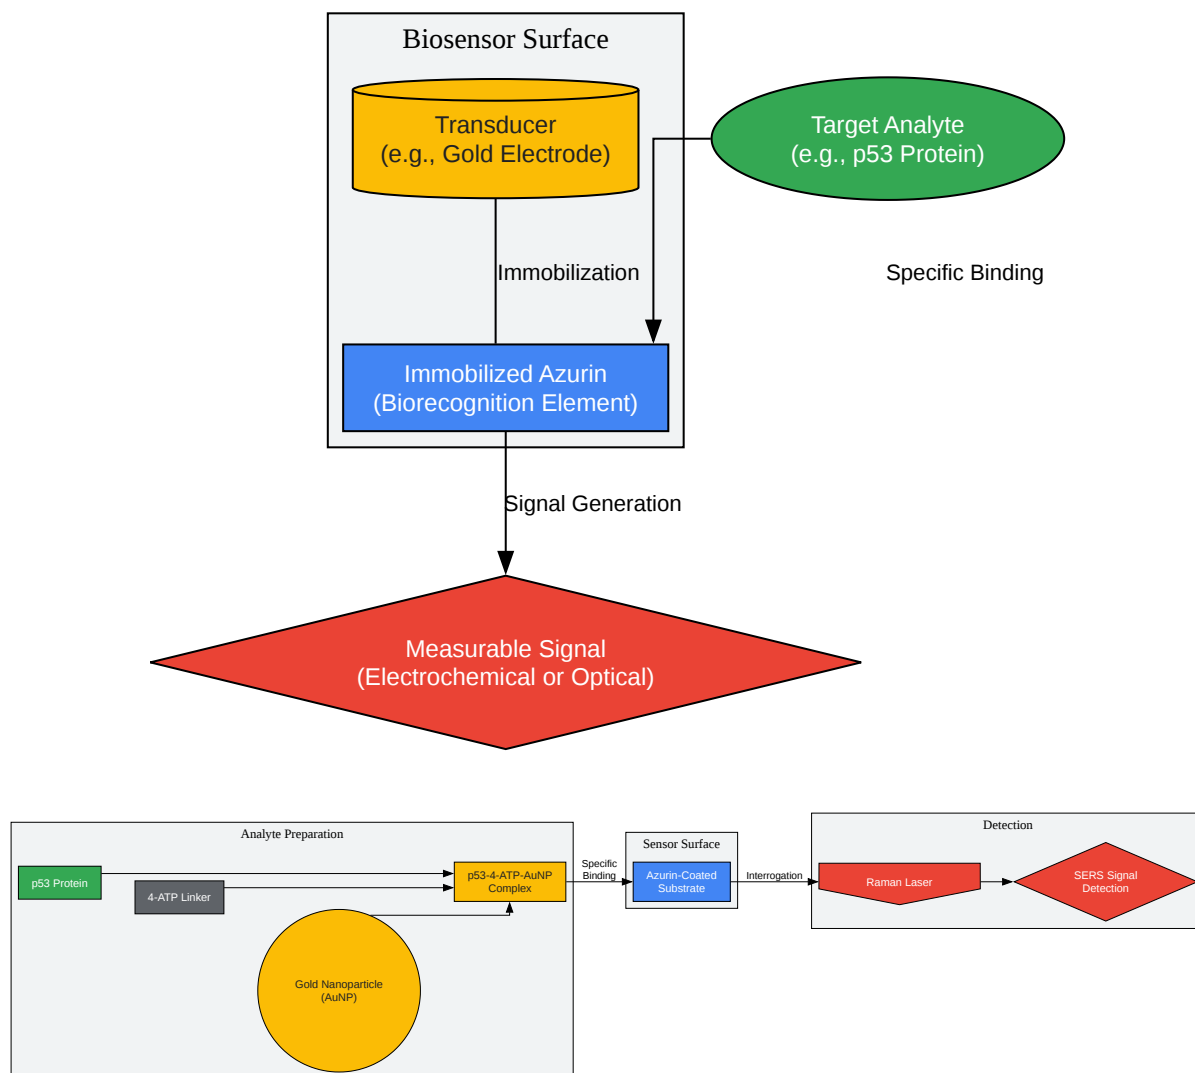 Biosensor Surface
Transducer
(e.g., Gold Electrode)
Target Analyte
(e.g., p53 Protein)
Immobilization
Specific Binding
Immobilized Azurin
(Biorecognition Element)
Signal Generation
Measurable Signal
(Electrochemical or Optical)
Analyte Preparation
p53 Protein
4-ATP Linker
p53-4-ATP-AuNP
Complex
Gold Nanoparticle
(AuNP)
Specific
Binding
Sensor Surface
Azurin-Coated
Substrate
Interrogation
Detection
Raman Laser
SERS Signal
Detection